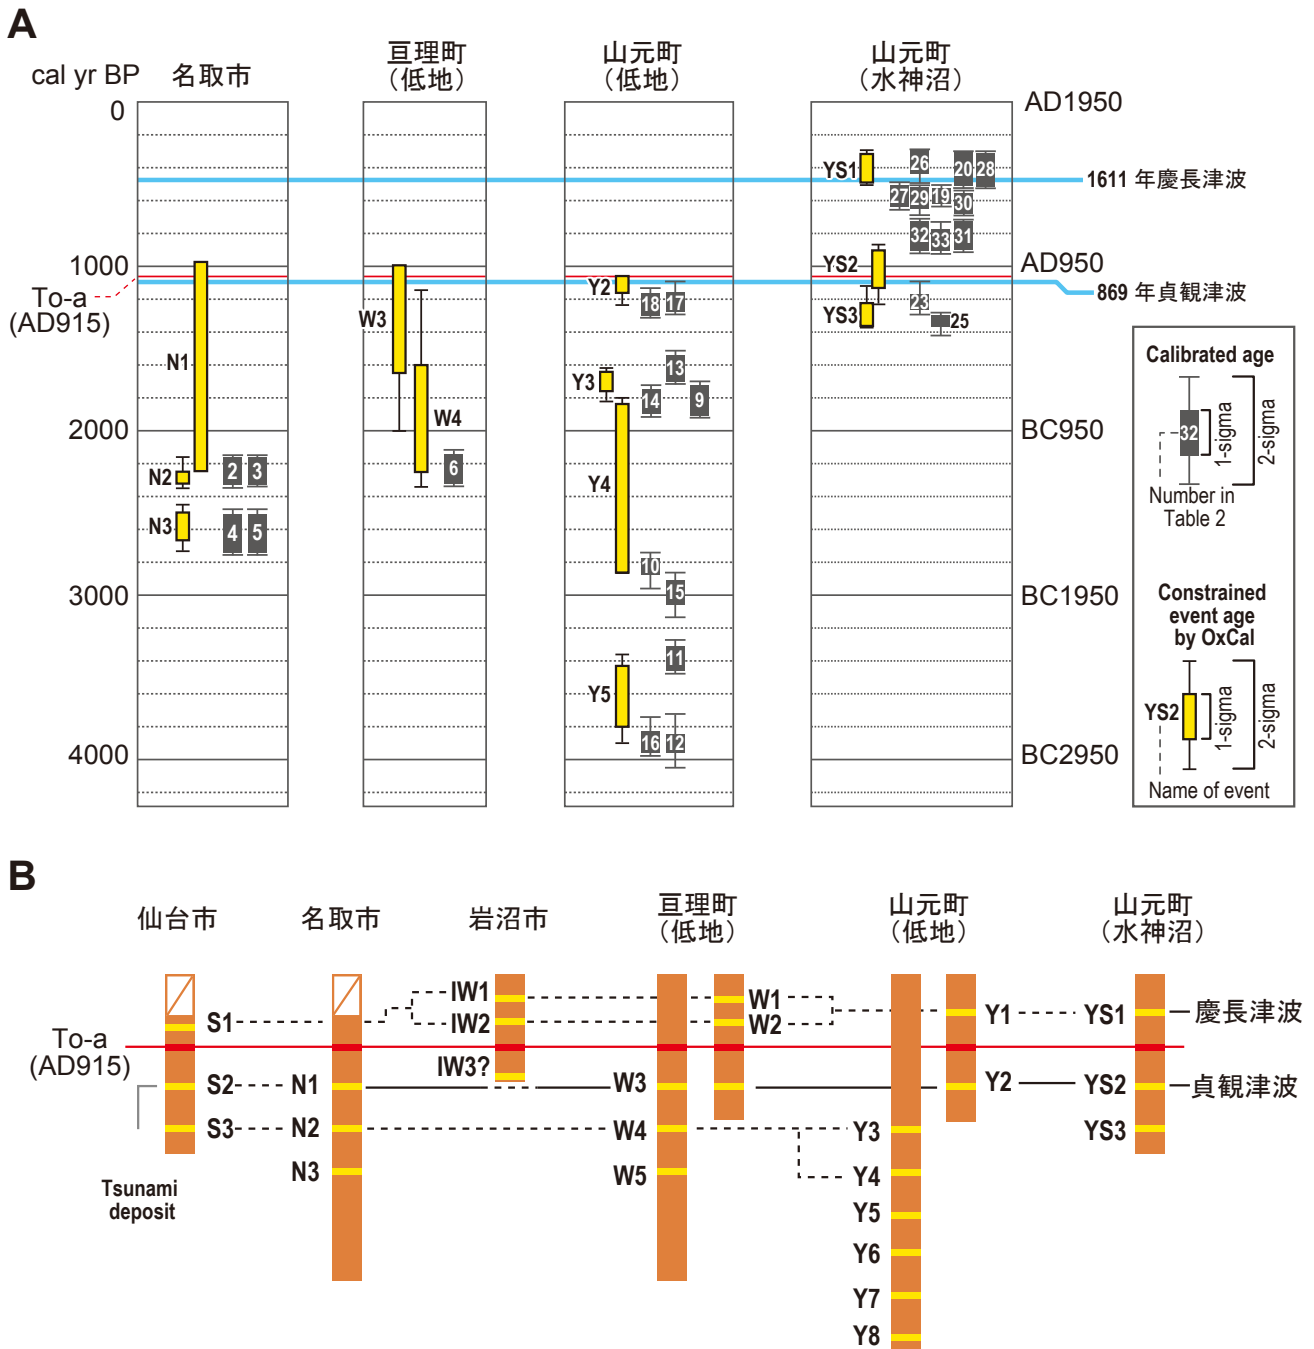 A
cal yr BP
名取市
亘理町
（低地）
山元町
（低地）
山元町
（水神沼）
0
1000
2000
3000
4000
To-a
(AD915)
AD1950
AD950
BC950
BC1950
BC2950
1611 年慶長津波
869 年貞観津波
N1
N2
2
3
N3
4
5
W3
W4
6
Y2
18
17
Y3
13
14
9
Y4
10
15
11
Y5
16
12
YS1
26
20
28
27
29
19
30
32
33
31
YS2
YS3
23
25
Calibrated age
32
1-sigma
2-sigma
Number in
Table 2
Constrained
event age
by OxCal
YS2
1-sigma
2-sigma
Name of event
B
仙台市
名取市
岩沼市
亘理町
（低地）
山元町
（低地）
山元町
（水神沼）
To-a
(AD915)
S1
S2
S3
Tsunami
deposit
N1
N2
N3
IW1
IW2
IW3?
W1
W2
W3
W4
W5
Y1
Y2
Y3
Y4
Y5
Y6
Y7
Y8
YS1
YS2
YS3
慶長津波
貞観津波